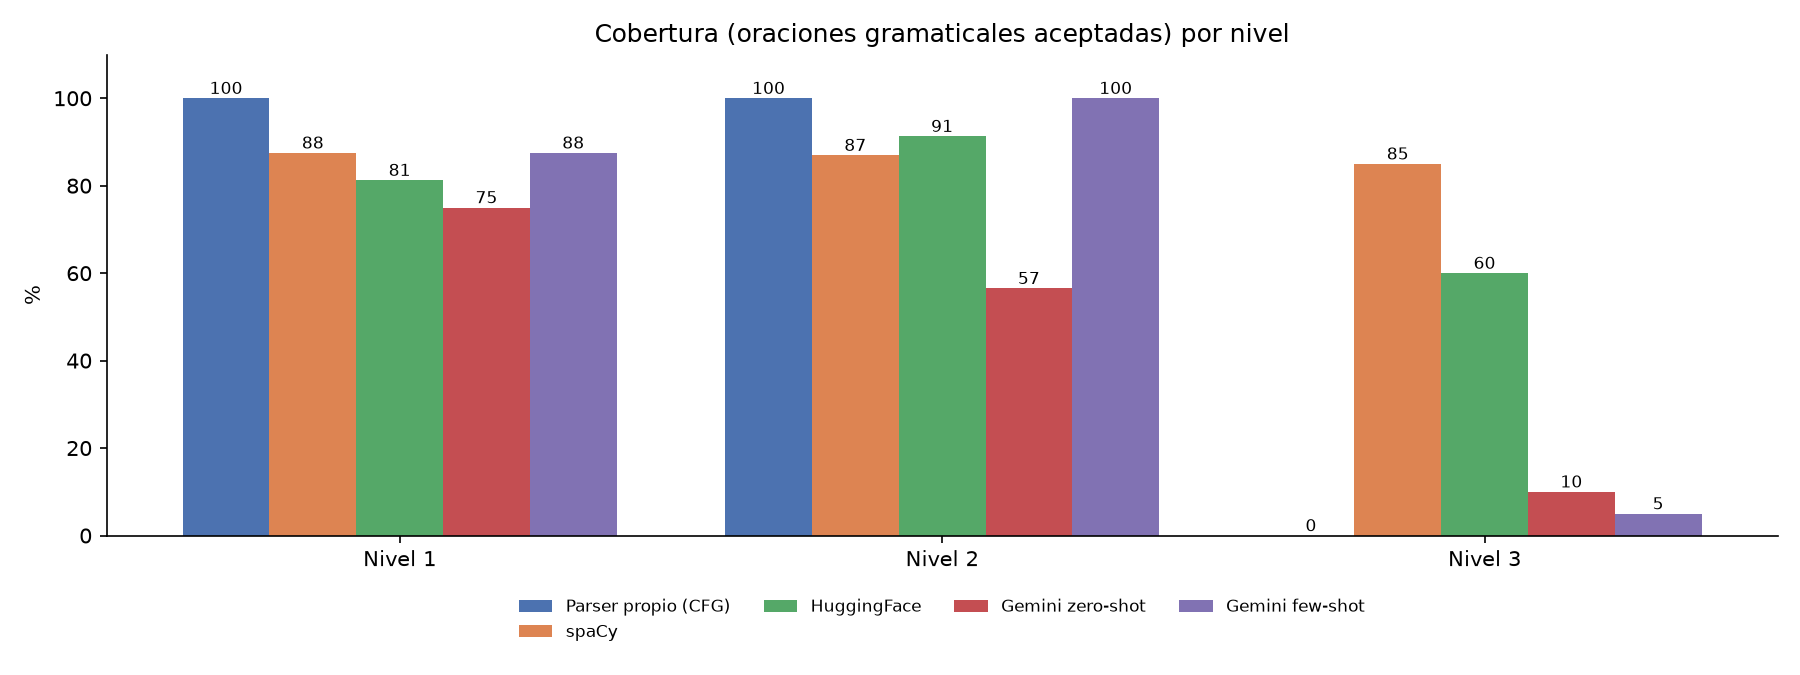 Cobertura (oraciones gramaticales aceptadas) por nivel
%
100
80
60
40
20
0
100 88 81 75 88
100 87 91 57 100
0 85 60 10 5
Nivel 1 Nivel 2 Nivel 3
Parser propio (CFG) HuggingFace Gemini zero-shot Gemini few-shot
spaCy